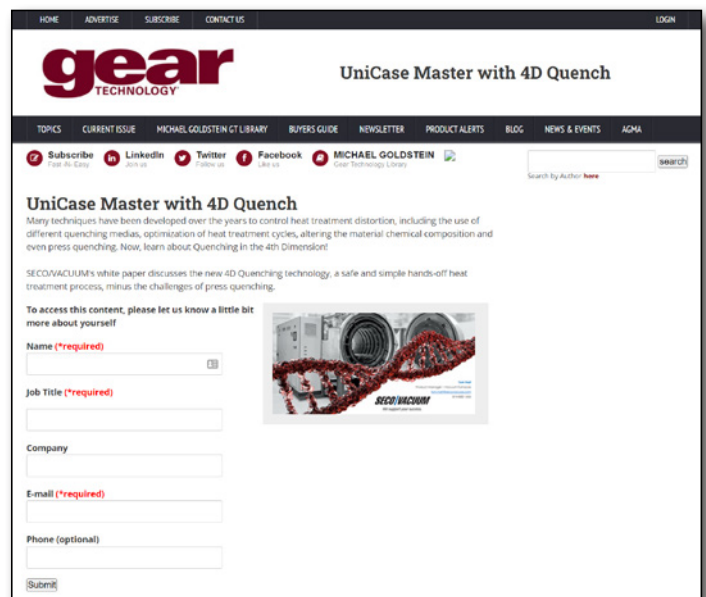 HOME ADVERTISE SUBSCRIBE CONTACT US LOGIN
gear
TECHNOLOGY
UniCase Master with 4D Quench
TOPICS CURRENT ISSUE MICHAEL GOLDSTEIN GT LIBRARY BUYERS GUIDE NEWSLETTER PRODUCT ALERTS BLOG NEWS & EVENTS AGMA
Subscribe LinkedIn Twitter Facebook MICHAEL GOLDSTEIN
Fast & Easy Join us Follow us Like us Gear Technology Library
search
Search by Author here
UniCase Master with 4D Quench
Many techniques have been developed over the years to control heat treatment distortion, including the use of
different quenching medias, optimization of heat treatment cycles, altering the material chemical composition and
even press quenching. Now, learn about Quenching in the 4th Dimension!
SECO/VACUUM's white paper discusses the new 4D Quenching technology, a safe and simple hands-off heat
treatment process, minus the challenges of press quenching.
To access this content, please let us know a little bit
more about yourself
Name (*required)
Job Title (*required)
Company
E-mail (*required)
Phone (optional)
Submit
SECO/VACUUM